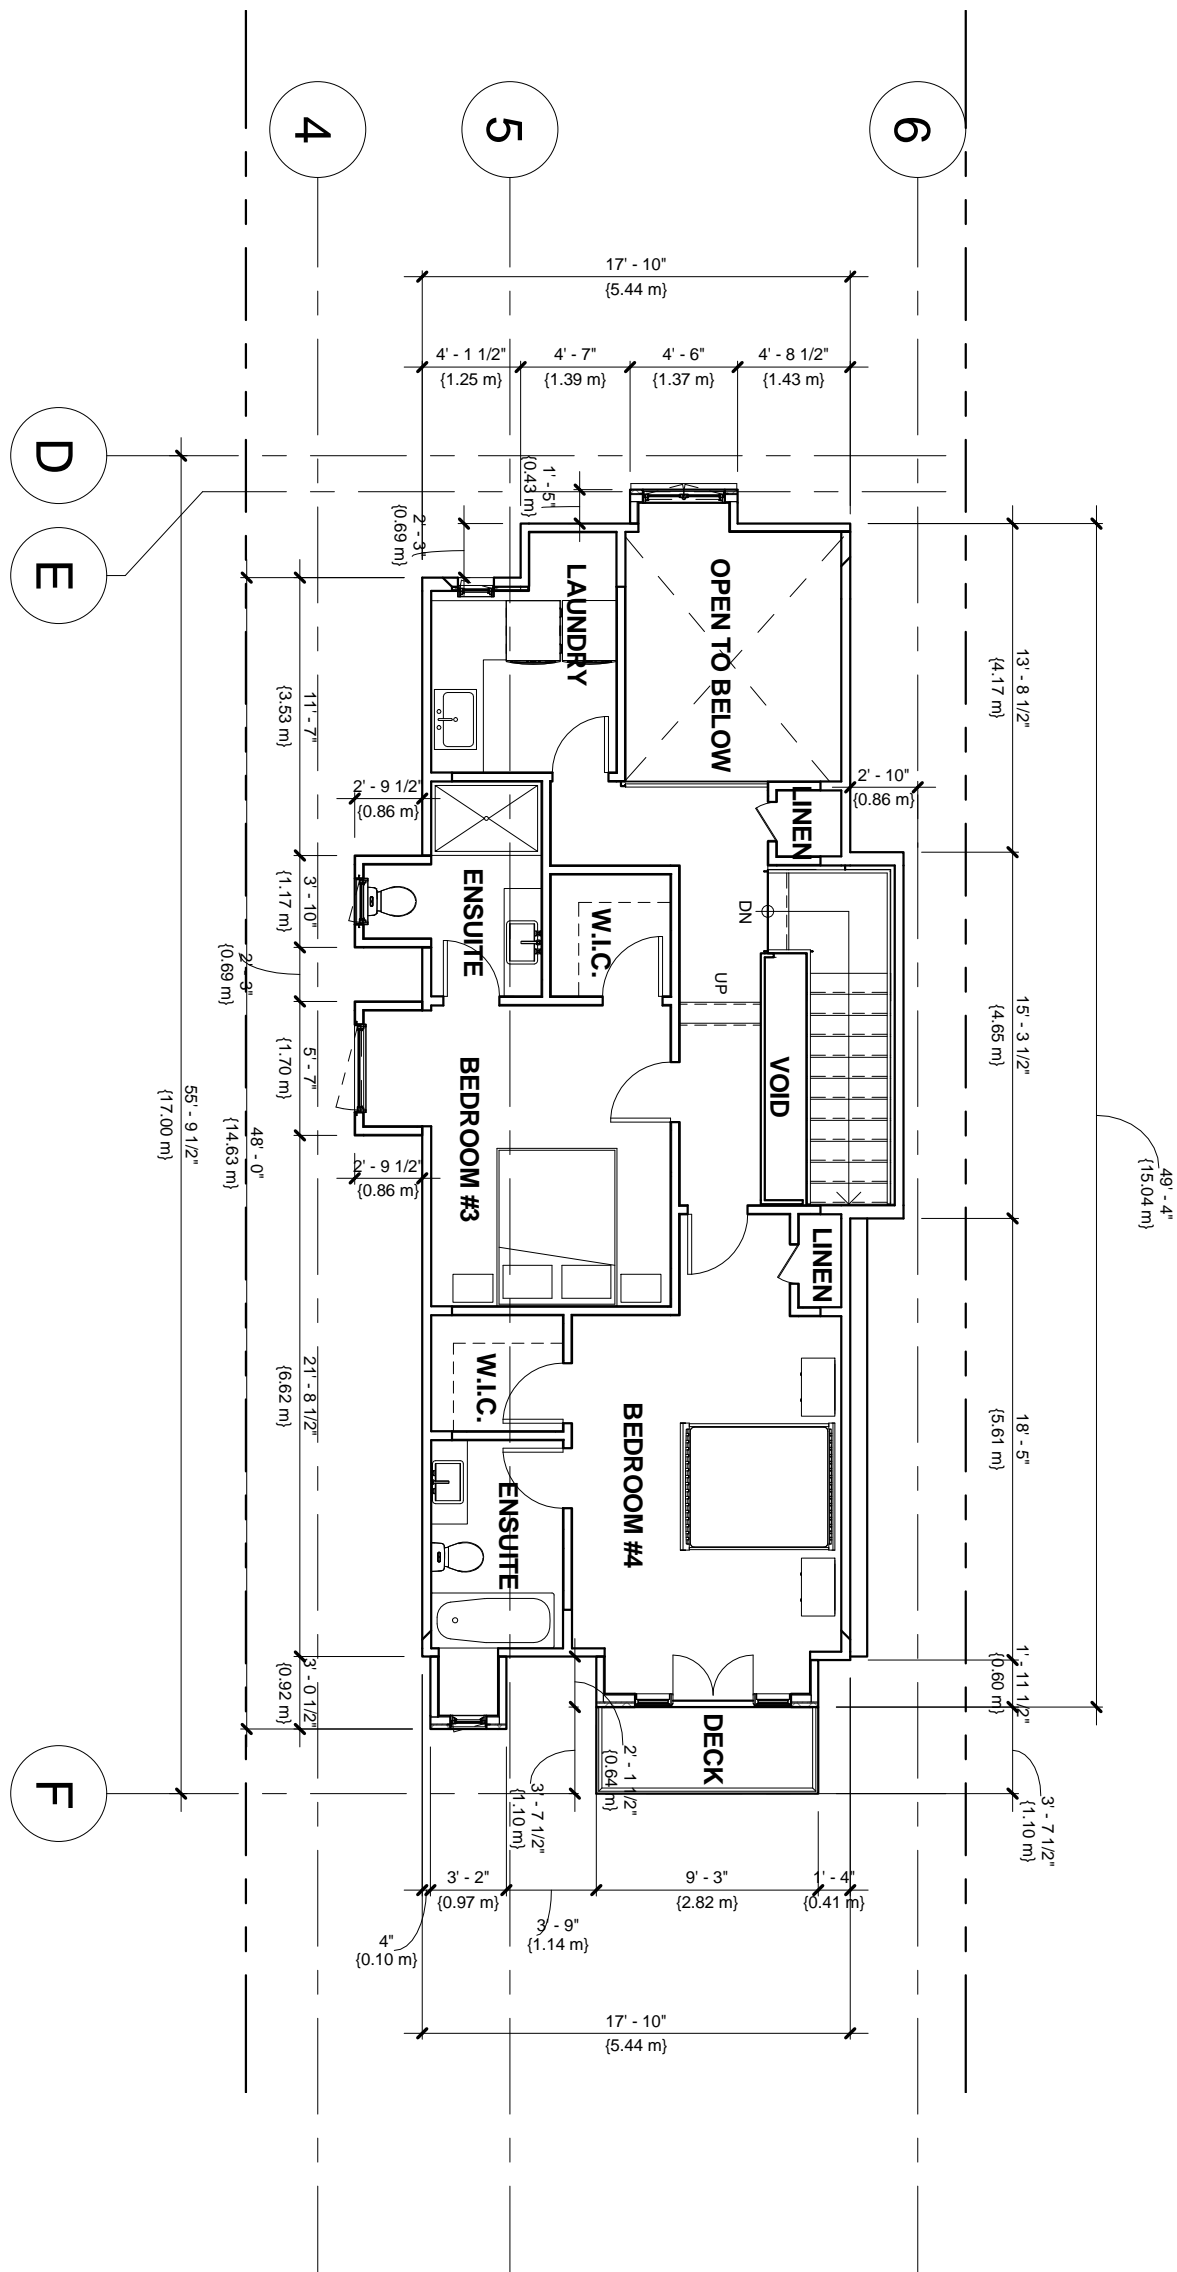 4
5
6
17' - 10"
{5.44 m}
4' - 1 1/2"
{1.25 m}
4' - 7"
{1.39 m}
4' - 6"
{1.37 m}
4' - 8 1/2"
{1.43 m}
D
E
F
1' - 5"
{0.43 m}
2' - 3"
{0.69 m}
LAUNDRY
OPEN TO BELOW
13' - 8 1/2"
{4.17 m}
11' - 7"
{3.53 m}
2' - 9 1/2"
{0.86 m}
LINEN
2' - 10"
{0.86 m}
3' - 10"
{1.17 m}
ENSUITE
W.I.C.
DN
2' - 3"
{0.69 m}
UP
VOID
15' - 3 1/2"
{4.65 m}
5' - 7"
{1.70 m}
BEDROOM #3
55' - 9 1/2"
{17.00 m}
48' - 0"
{14.63 m}
2' - 9 1/2"
{0.86 m}
49' - 4"
{15.04 m}
LINEN
21' - 8 1/2"
{6.62 m}
W.I.C.
BEDROOM #4
18' - 5"
{5.61 m}
ENSUITE
3' - 0 1/2"
{0.92 m}
1' - 11 1/2"
{0.60 m}
DECK
2' - 1 1/2"
{0.64 m}
3' - 7 1/2"
{1.10 m}
3' - 7 1/2"
{1.10 m}
3' - 2"
{0.97 m}
9' - 3"
{2.82 m}
1' - 4"
{0.41 m}
4"
{0.10 m}
3' - 9"
{1.14 m}
17' - 10"
{5.44 m}